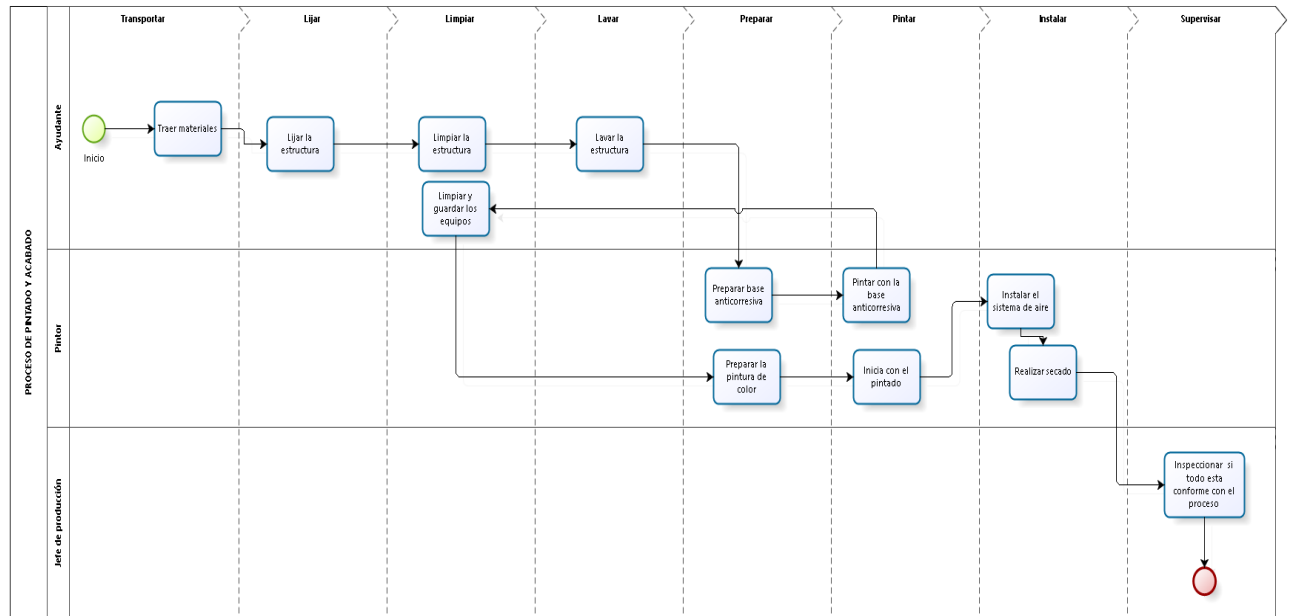 Transportar
Lijar
Limpiar
Lavar
Preparar
Pintar
Instalar
Supervisar
PROCESO DE PINTADO Y ACABADO
Ayudante
Inicio
Traer materiales
Lijar la
estructura
Limpiar la
estructura
Lavar la
estructura
Limpiar y
guardar los
equipos
Pintor
Preparar base
anticorresiva
Pintar con la
base
anticorresiva
Instalar el
sistema de aire
Preparar la
pintura de
color
Inicia con el
pintado
Realizar secado
Jefe de producción
Inspeccionar si
todo esta
conforme con el
proceso